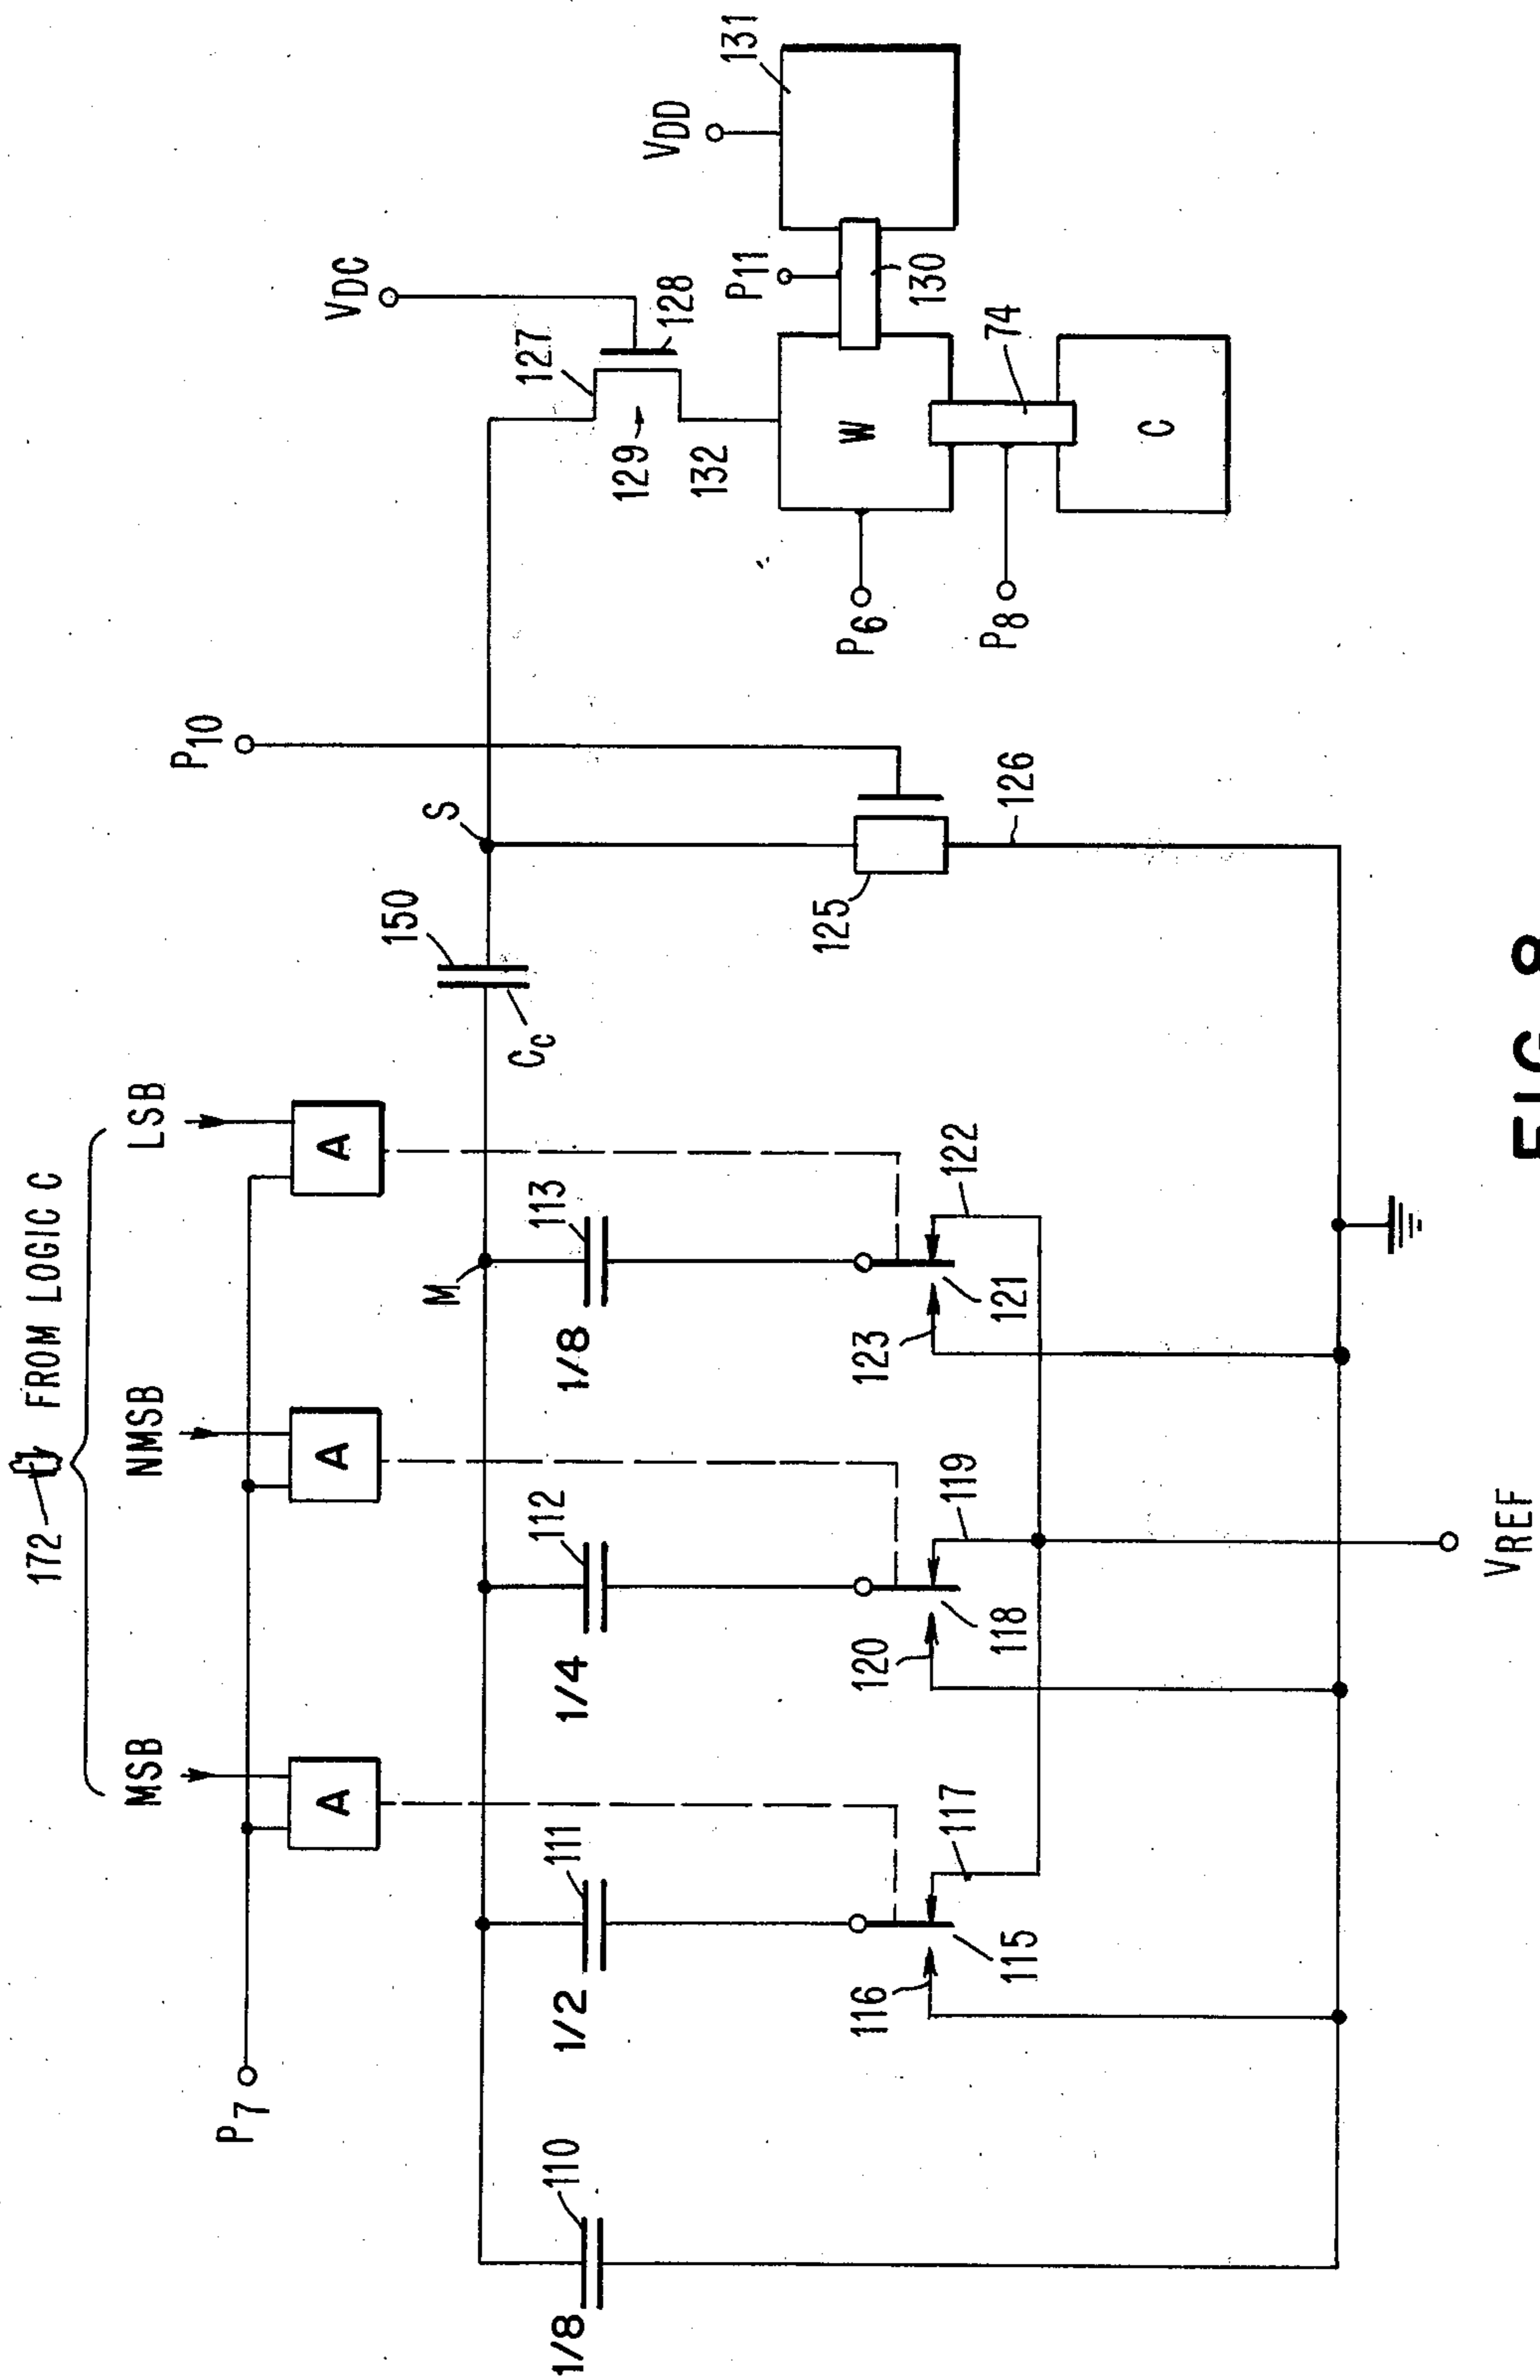 172 FROM LOGIC C
MSB NMSB LSB
P7
A A A
P10
VDC
M
S
150
CC
110 111 112 113
1/8 1/2 1/4 1/8
127
128
129
132
VDD
131
P11
130
W
P6
74
P8
C
125
126
116 117 120 119 123 122
115 118 121
VREF
FIG. 8